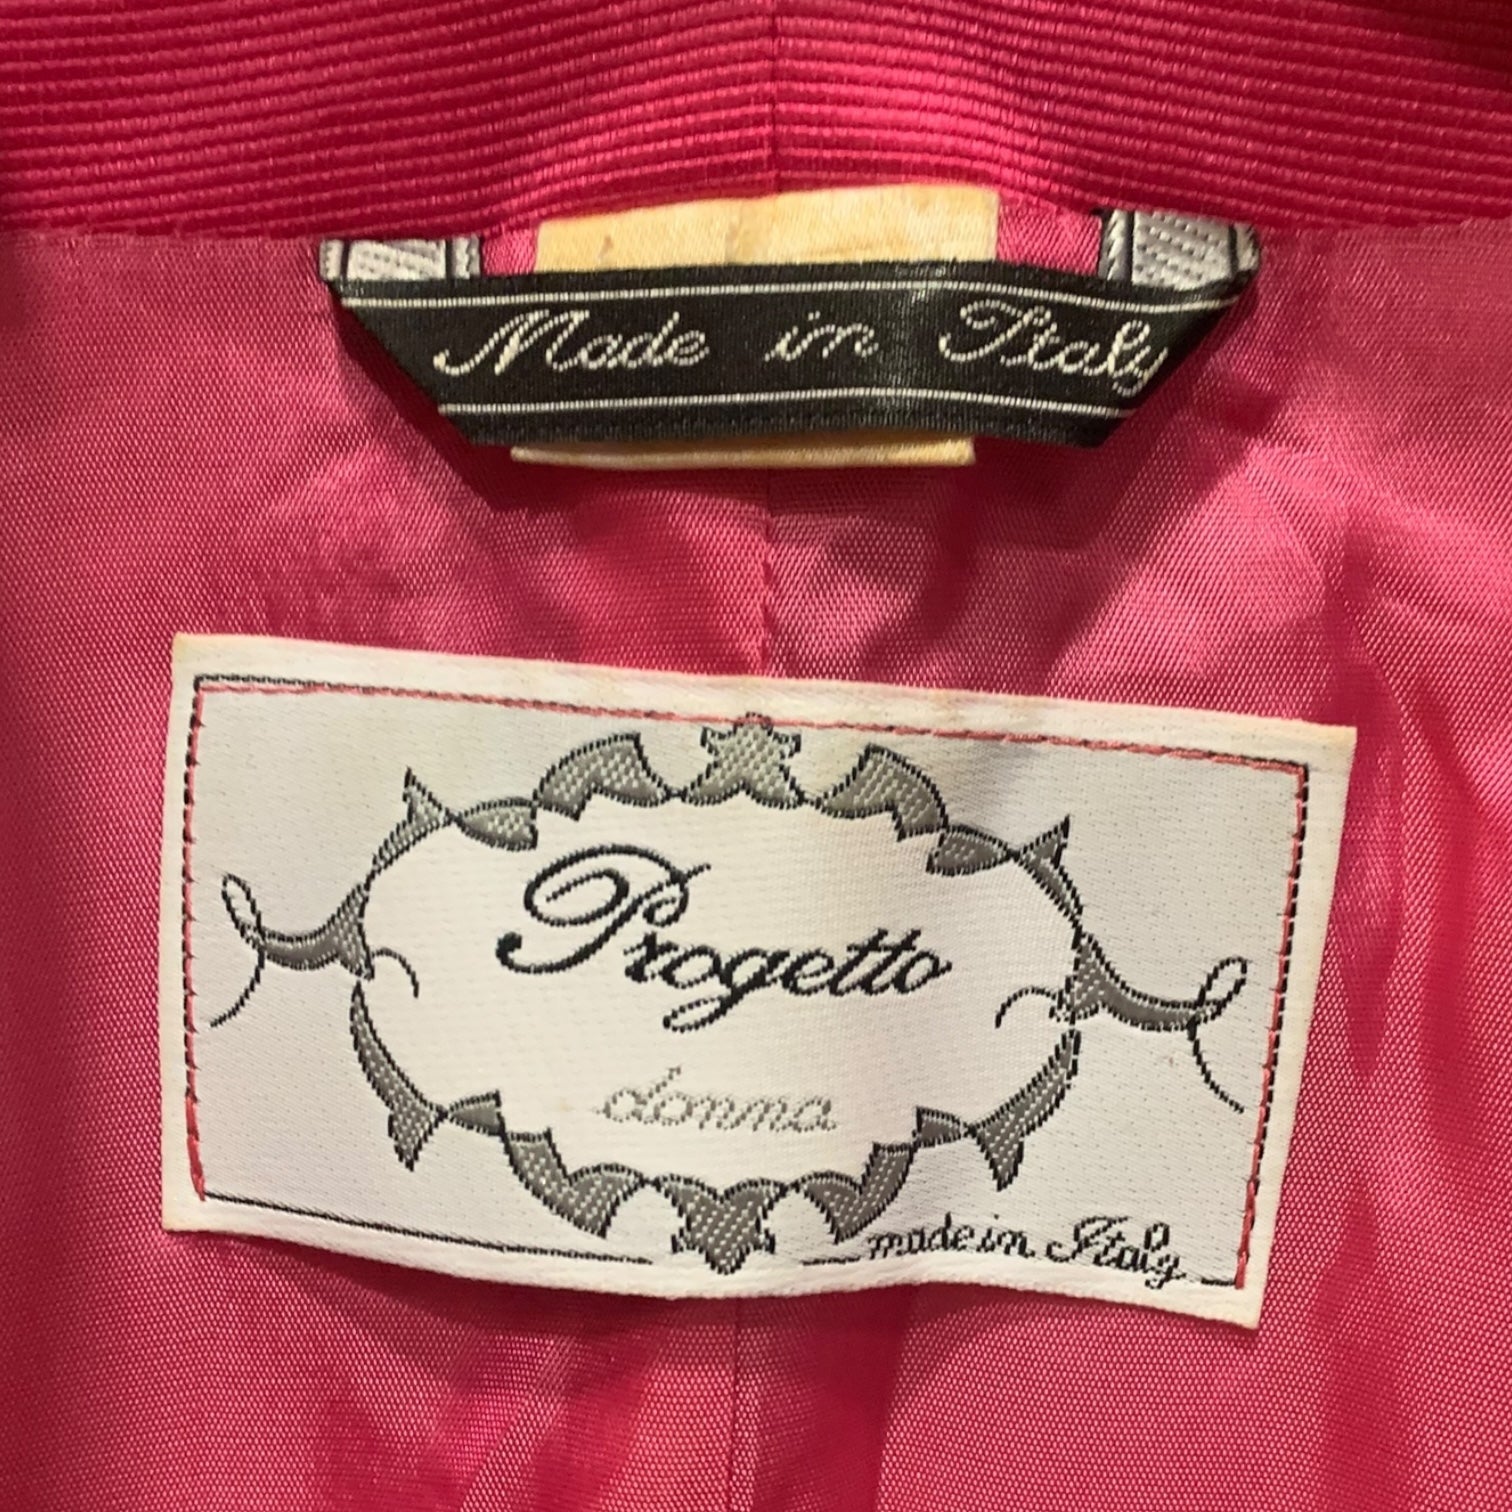 Made in Italy
Progetto
donna
made in Italy